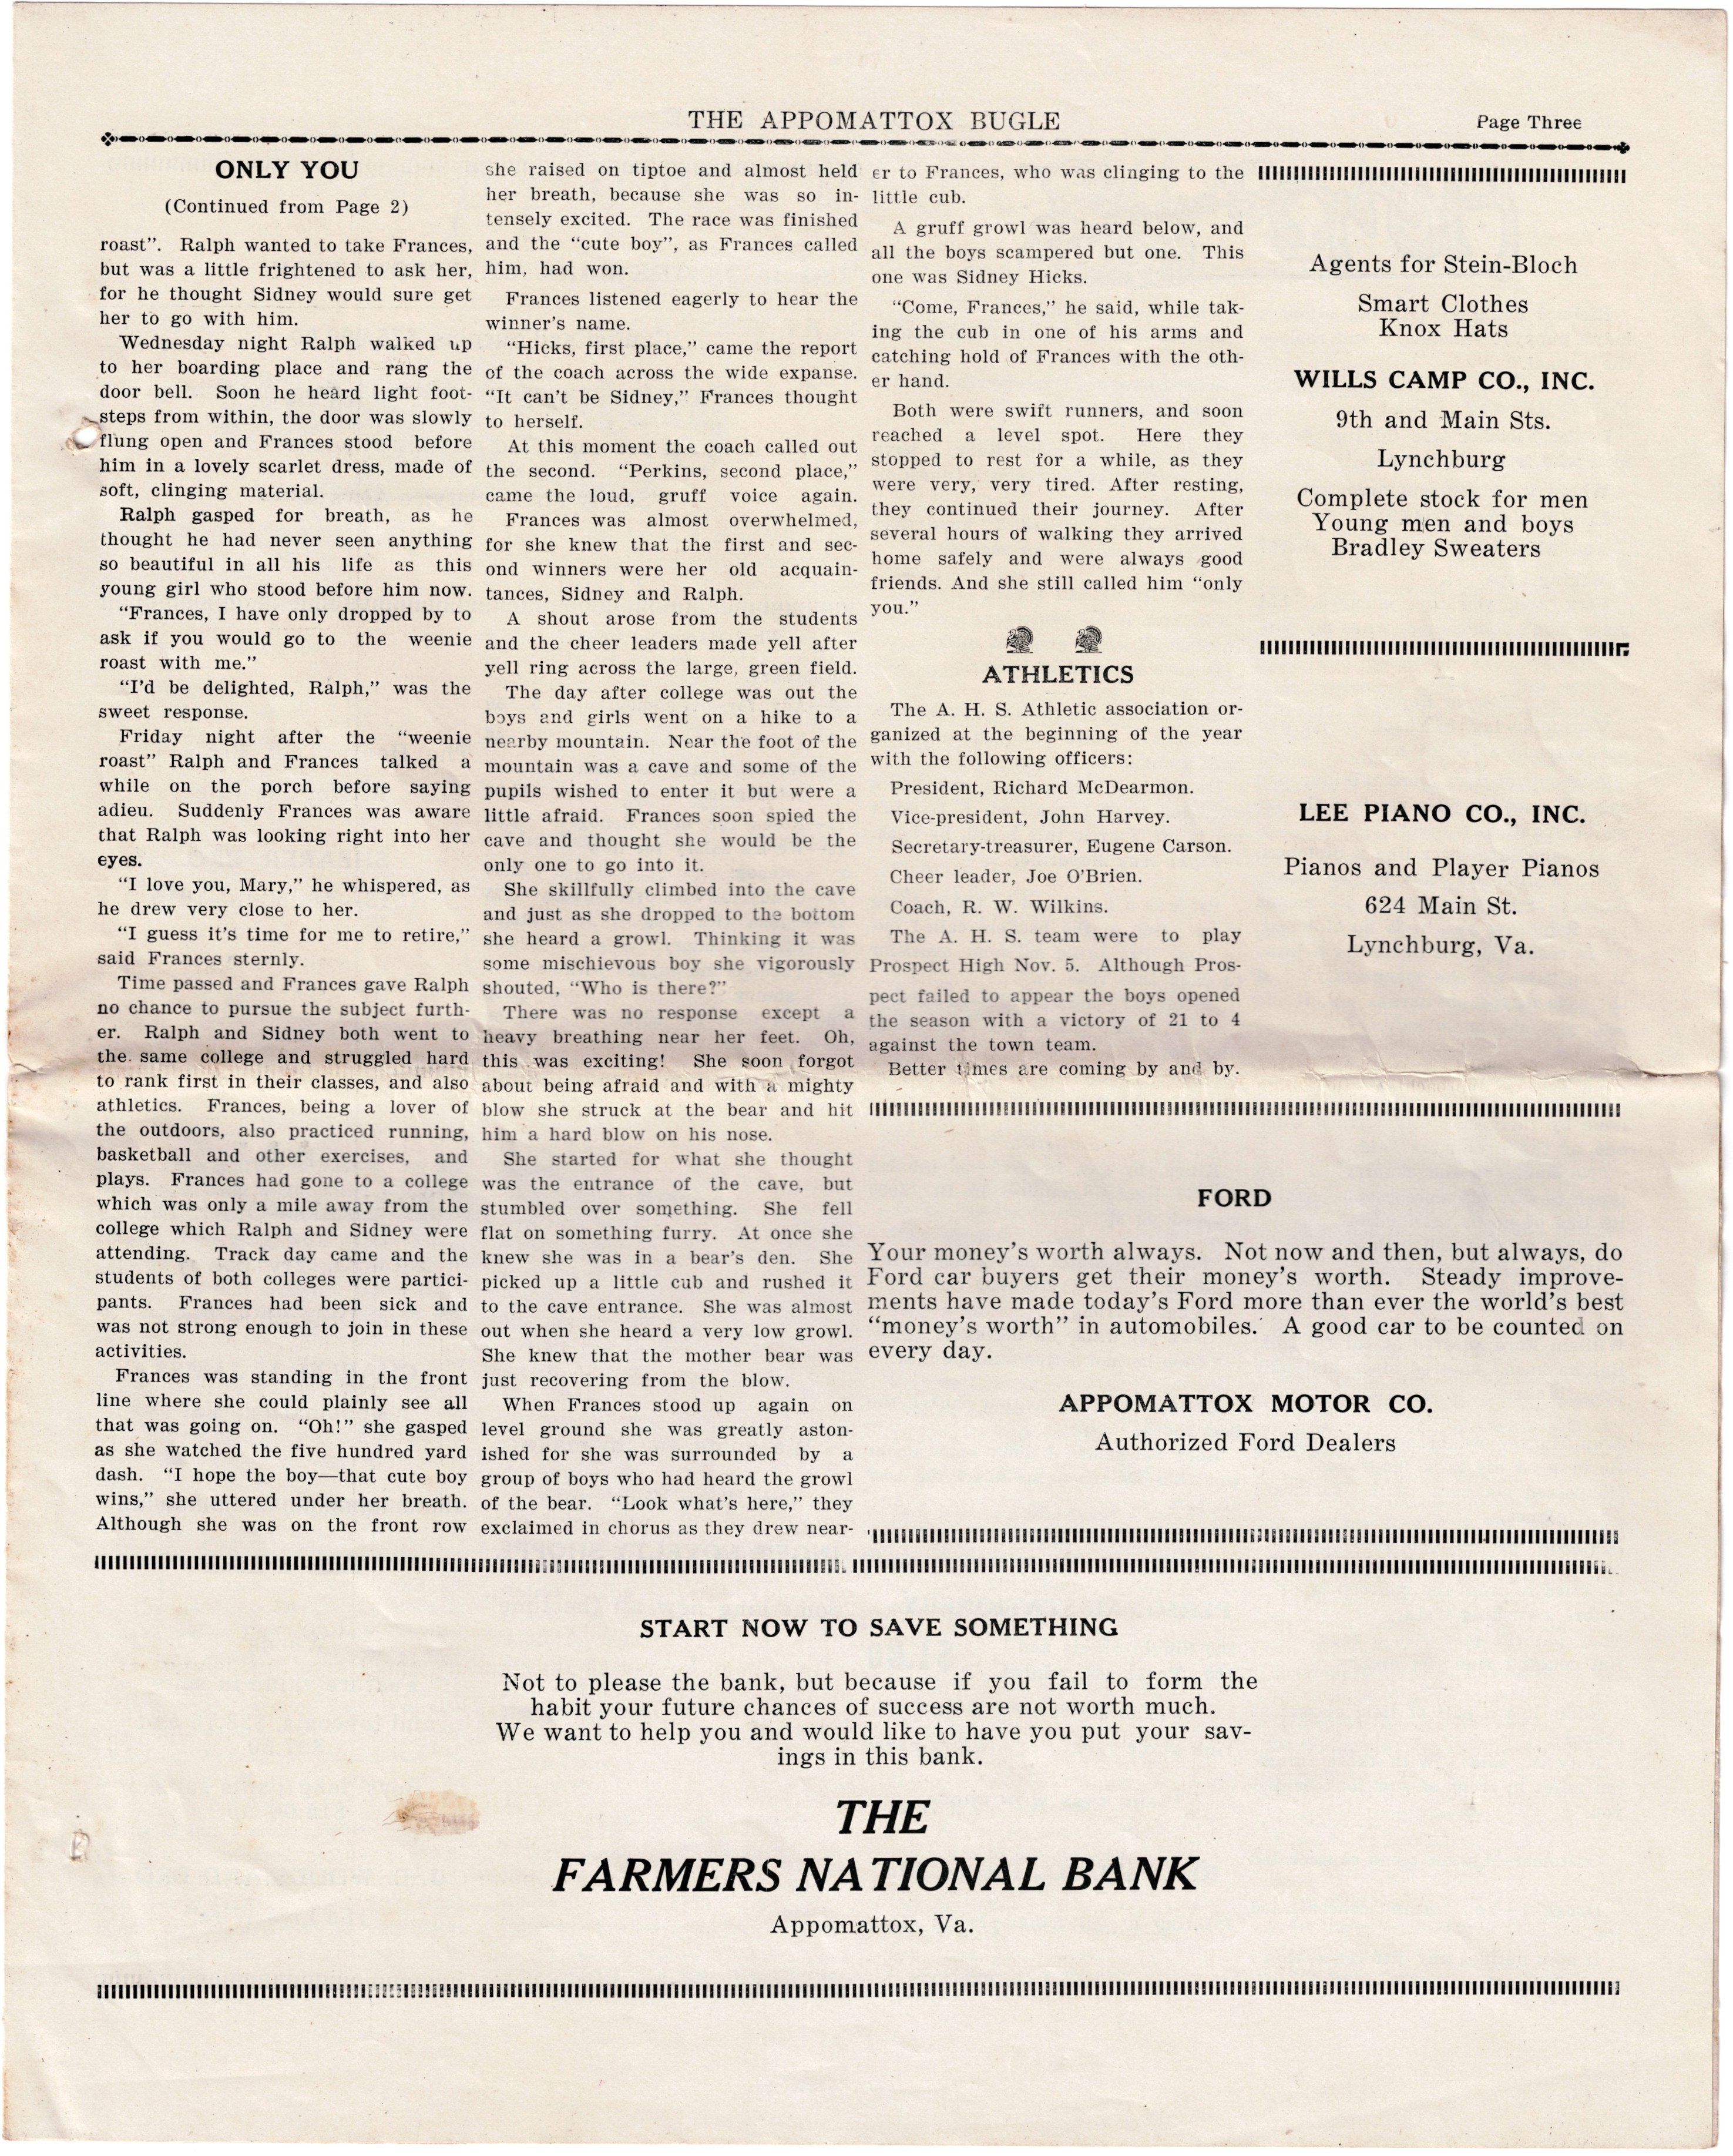 THE APPOMATTOX BUGLE
Page Three
ONLY YOU
(Continued from Page 2)
roast". Ralph wanted to take Frances,
but was a little frightened to ask her,
for he thought Sidney would sure get
her to go with him.
Wednesday night Ralph walked up
to her boarding place and rang the
door bell. Soon he heard light foot-
steps from within, the door was slowly
flung open and Frances stood before
him in a lovely scarlet dress, made of
soft, clinging material.
Ralph gasped for breath, as he
thought he had never seen anything
so beautiful in all his life as this
young girl who stood before him now.
"Frances, I have only dropped by to
ask if you would go to the weenie
roast with me."
"I'd be delighted, Ralph," was the
sweet response.
Friday night after the "weenie
roast" Ralph and Frances talked a
while on the porch before saying
adieu. Suddenly Frances was aware
that Ralph was looking right into her
eyes.
"I love you, Mary," he whispered, as
he drew very close to her.
"I guess it's time for me to retire,"
said Frances sternly.
Time passed and Frances gave Ralph
no chance to pursue the subject furth-
er. Ralph and Sidney both went to
the same college and struggled hard
to rank first in their classes, and also
athletics. Frances, being a lover of
the outdoors, also practiced running,
basketball and other exercises, and
plays. Frances had gone to a college
which was only a mile away from the
college which Ralph and Sidney were
attending. Track day came and the
students of both colleges were partici-
pants. Frances had been sick and
was not strong enough to join in these
activities.
Frances was standing in the front
line where she could plainly see all
that was going on. "Oh!" she gasped
as she watched the five hundred yard
dash. "I hope the boy—that cute boy
wins," she uttered under her breath.
Although she was on the front row
she raised on tiptoe and almost held
her breath, because she was so in-
tensely excited. The race was finished
and the "cute boy", as Frances called
him, had won.
Frances listened eagerly to hear the
winner's name.
"Hicks, first place," came the report
of the coach across the wide expanse.
"It can't be Sidney," Frances thought
to herself.
At this moment the coach called out
the second. "Perkins, second place,"
came the loud, gruff voice again.
Frances was almost overwhelmed,
for she knew that the first and sec-
ond winners were her old acquain-
tances, Sidney and Ralph.
A shout arose from the students
and the cheer leaders made yell after
yell ring across the large, green field.
The day after college was out the
boys and girls went on a hike to a
nearby mountain. Near the foot of the
mountain was a cave and some of the
pupils wished to enter it but were a
little afraid. Frances soon spied the
cave and thought she would be the
only one to go into it.
She skillfully climbed into the cave
and just as she dropped to the bottom
she heard a growl. Thinking it was
some mischievous boy she vigorously
shouted, "Who is there?"
There was no response except a
heavy breathing near her feet. Oh,
this was exciting! She soon forgot
about being afraid and with a mighty
blow she struck at the bear and hit
him a hard blow on his nose.
She started for what she thought
was the entrance of the cave, but
stumbled over something. She fell
flat on something furry. At once she
knew she was in a bear's den. She
picked up a little cub and rushed it
to the cave entrance. She was almost
out when she heard a very low growl.
She knew that the mother bear was
just recovering from the blow.
When Frances stood up again on
level ground she was greatly aston-
ished for she was surrounded by a
group of boys who had heard the growl
of the bear. "Look what's here," they
exclaimed in chorus as they drew near-
er to Frances, who was clinging to the
little cub.
A gruff growl was heard below, and
all the boys scampered but one. This
one was Sidney Hicks.
"Come, Frances," he said, while tak-
ing the cub in one of his arms and
catching hold of Frances with the oth-
er hand.
Both were swift runners, and soon
reached a level spot. Here they
stopped to rest for a while, as they
were very, very tired. After resting,
they continued their journey. After
several hours of walking they arrived
home safely and were always good
friends. And she still called him "only
you."
ATHLETICS
The A. H. S. Athletic association or-
ganized at the beginning of the year
with the following officers:
President, Richard McDearmon.
Vice-president, John Harvey.
Secretary-treasurer, Eugene Carson.
Cheer leader, Joe O'Brien.
Coach, R. W. Wilkins.
The A. H. S. team were to play
Prospect High Nov. 5. Although Pros-
pect failed to appear the boys opened
the season with a victory of 21 to 4
against the town team.
Better times are coming by and by.
Agents for Stein-Bloch
Smart Clothes
Knox Hats
WILLS CAMP CO., INC.
9th and Main Sts.
Lynchburg
Complete stock for men
Young men and boys
Bradley Sweaters
LEE PIANO CO., INC.
Pianos and Player Pianos
624 Main St.
Lynchburg, Va.
FORD
Your money's worth always. Not now and then, but always, do
Ford car buyers get their money's worth. Steady improve-
ments have made today's Ford more than ever the world's best
"money's worth" in automobiles. A good car to be counted on
every day.
APPOMATTOX MOTOR CO.
Authorized Ford Dealers
START NOW TO SAVE SOMETHING
Not to please the bank, but because if you fail to form the
habit your future chances of success are not worth much.
We want to help you and would like to have you put your sav-
ings in this bank.
THE
FARMERS NATIONAL BANK
Appomattox, Va.